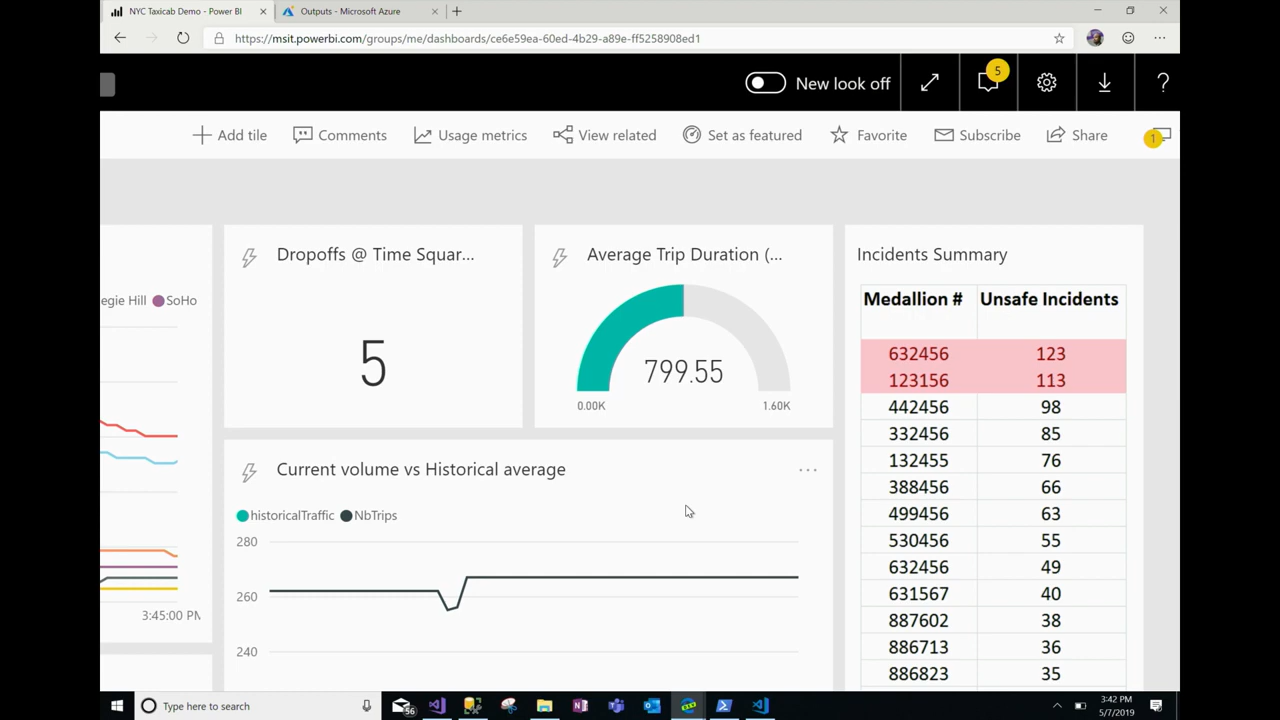 NYC Taxicab Demo - Power BI
Outputs - Microsoft Azure
https://msit.powerbi.com/groups/me/dashboards/ce6e59ea-60ed-4b29-a89e-ff5258908ed1
New look off
5
?
Add tile
Comments
Usage metrics
View related
Set as featured
Favorite
Subscribe
Share
1
egie Hill SoHo
3:45:00 PM
Dropoffs @ Time Squar...
5
Average Trip Duration (...
799.55
0.00K
1.60K
Current volume vs Historical average
historicalTraffic NbTrips
280
260
240
Incidents Summary
Medallion # Unsafe Incidents
632456 123
123156 113
442456 98
332456 85
132455 76
388456 66
499456 63
530456 55
632456 49
631567 40
887602 38
886713 36
886823 35
Type here to search
56
3:42 PM
5/7/2019